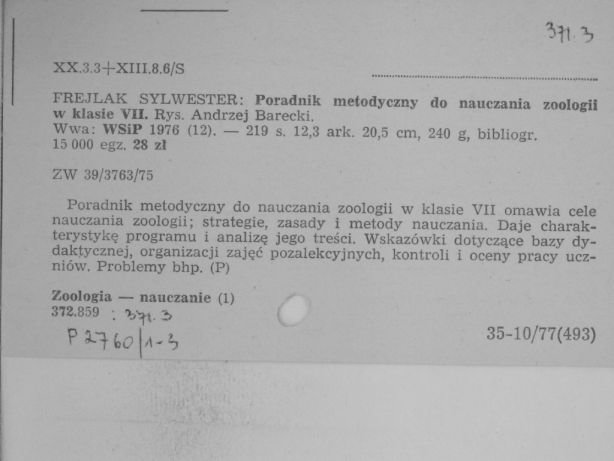 371.3
XX.3.3+XIII.8.6/S
FREJLAK SYLWESTER: Poradnik metodyczny do nauczania zoologii
w klasie VII. Rys. Andrzej Barecki.
Wwa: WSiP 1976 (12). — 219 s. 12,3 ark. 20,5 cm, 240 g, bibliogr.
15 000 egz. 28 zł
ZW 39/3763/75
Poradnik metodyczny do nauczania zoologii w klasie VII omawia cele
nauczania zoologii; strategie, zasady i metody nauczania. Daje charak-
terystykę programu i analizę jego treści. Wskazówki dotyczące bazy dy-
daktycznej, organizacji zajęć pozalekcyjnych, kontroli i oceny pracy ucz-
niów. Problemy bhp. (P)
Zoologia — nauczanie (1)
372.859 : 371.3
P 2760/1-3
35-10/77(493)